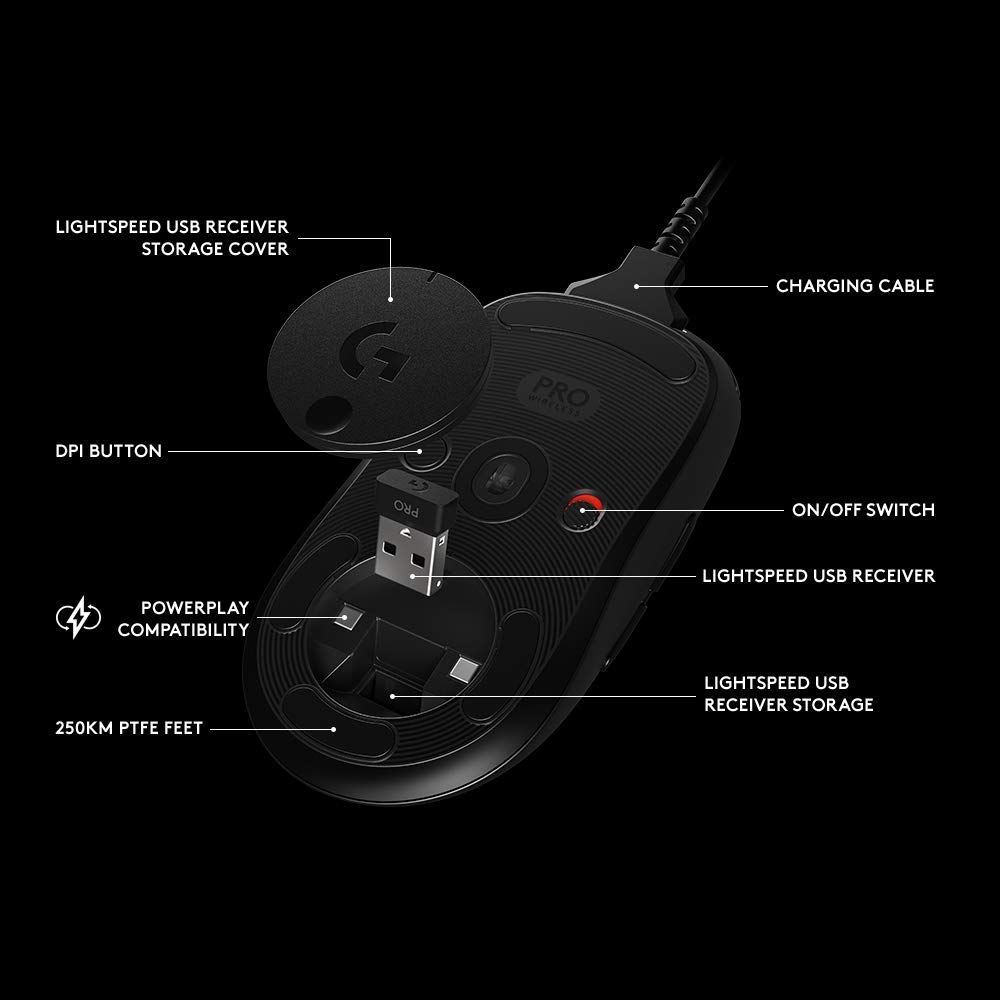 LIGHTSPEED USB RECEIVER
STORAGE COVER
CHARGING CABLE
G
PRO
WIRELESS
DPI BUTTON
PRO
ON/OFF SWITCH
LIGHTSPEED USB RECEIVER
POWERPLAY
COMPATIBILITY
LIGHTSPEED USB
RECEIVER STORAGE
250KM PTFE FEET